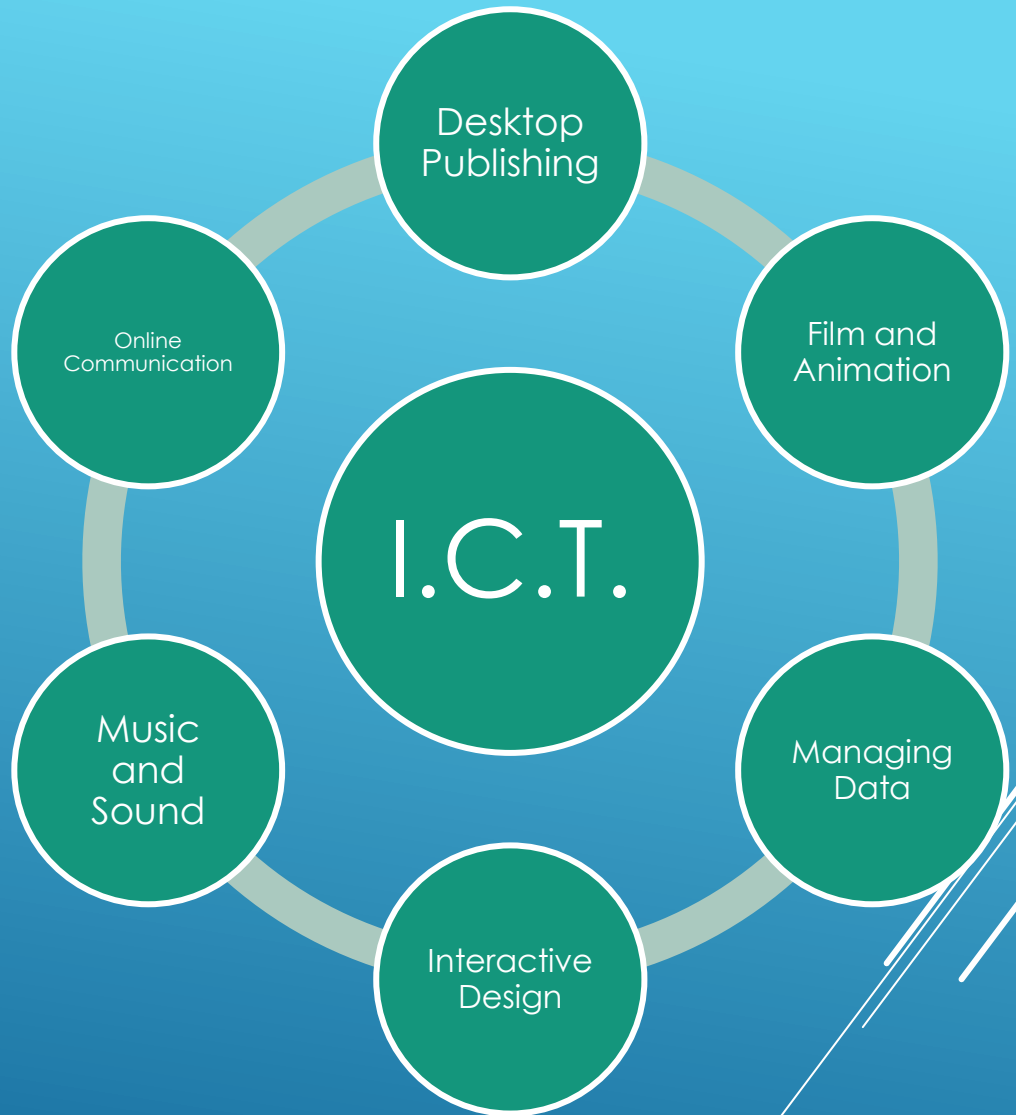 Desktop
Publishing
Film and
Animation
Managing
Data
Interactive
Design
Music
and
Sound
Online
Communication
I.C.T.